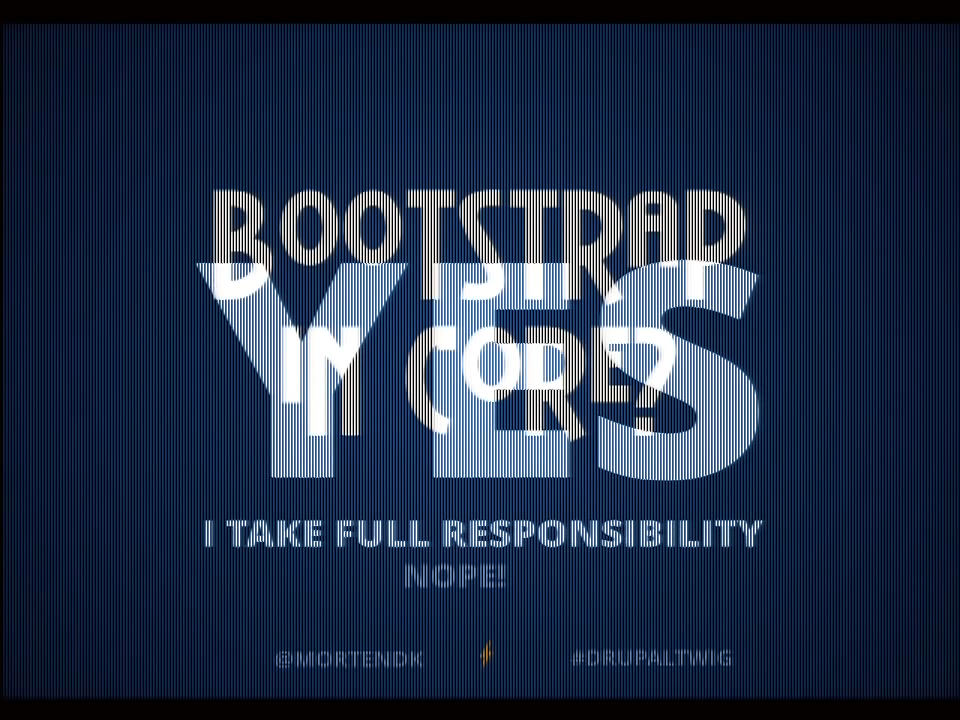 BOOTSTRAP
IN CORE?
YES
I TAKE FULL RESPONSIBILITY
NOPE!
@MORTENDK #DRUPALTWIG